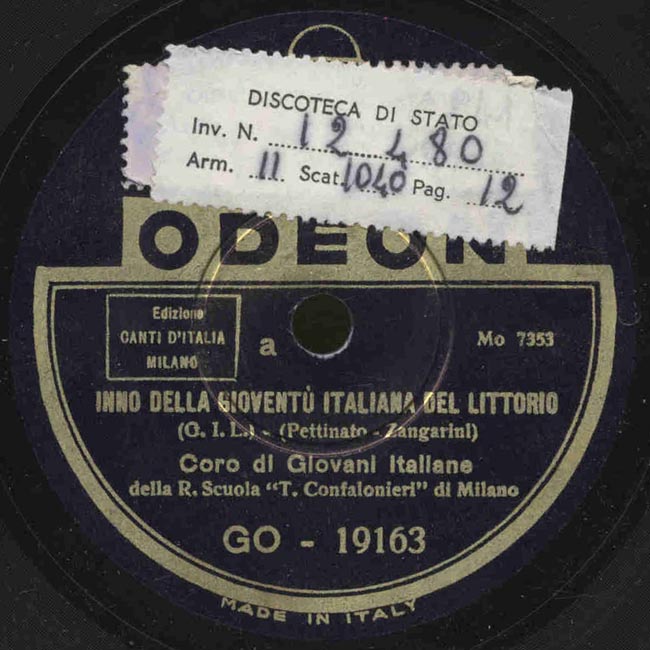 DISCOTECA DI STATO
Inv. N. 12480
Arm. 11 Scat. 1040 Pag. 12
ODEON
Edizione
CANTI D'ITALIA
MILANO
a
Mo 7353
INNO DELLA GIOVENTÙ ITALIANA DEL LITTORIO
(G. I. L.) - (Pettinato - Zangarini)
Coro di Giovani Italiane
della R. Scuola "T. Confalonieri" di Milano
GO - 19163
MADE IN ITALY